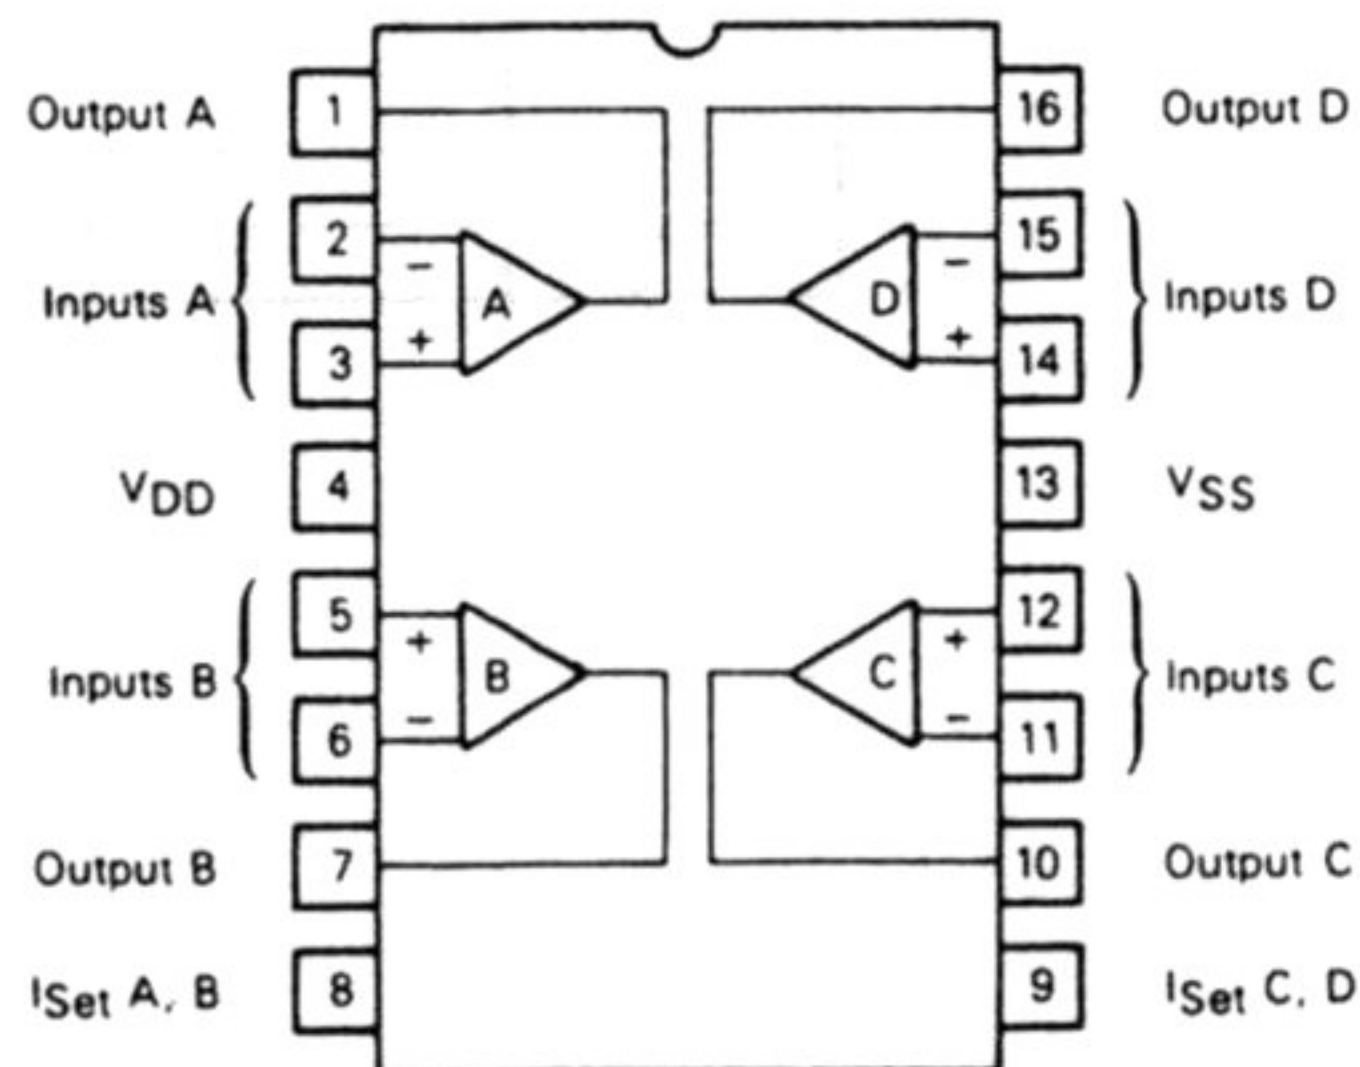 Output A 1 16 Output D
2 - - 15
Inputs A A D Inputs D
3 + + 14
VDD 4 13 VSS
5 + + 12
Inputs B B C Inputs C
6 - - 11
Output B 7 10 Output C
ISet A, B 8 9 ISet C, D